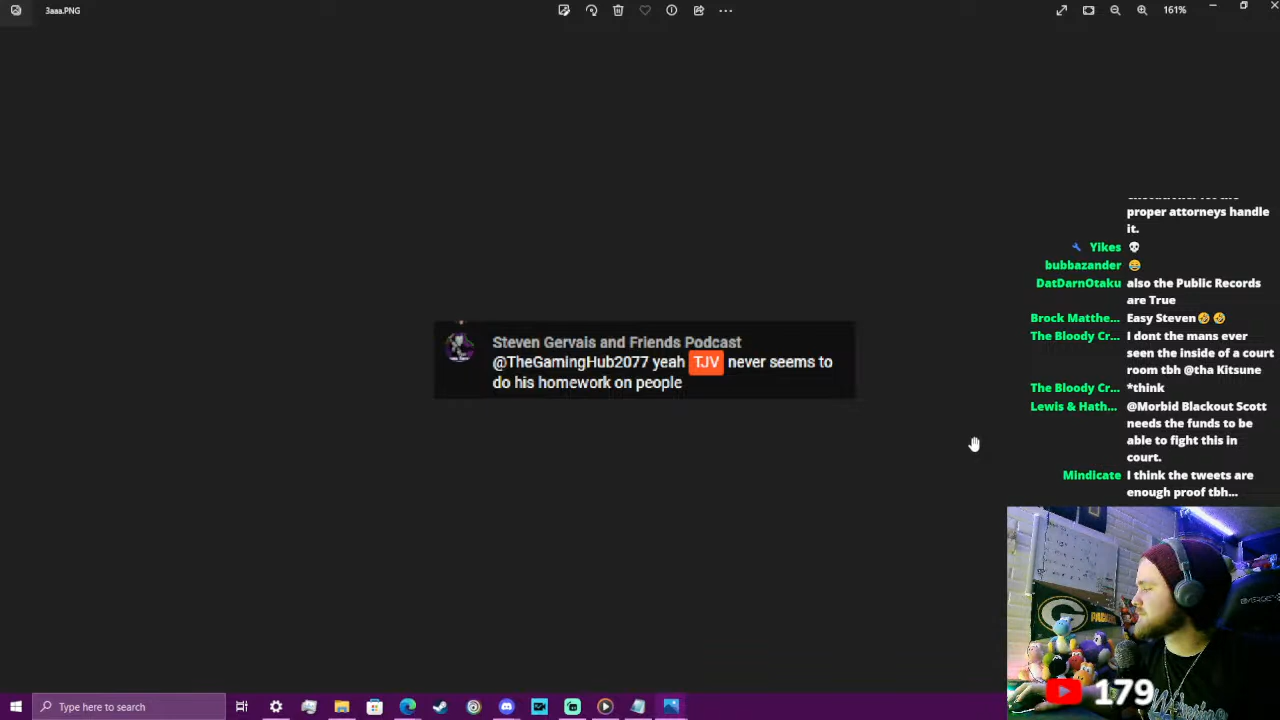 3aaa.PNG
161%
Steven Gervais and Friends Podcast
@TheGamingHub2077 yeah TJV never seems to
do his homework on people
proper attorneys handle
it.
Yikes 💀
bubbazander 😂
DatDarnOtaku also the Public Records
are True
Brock Matthe... Easy Steven🤣🤣
The Bloody Cr... I dont the mans ever
seen the inside of a court
room tbh @tha Kitsune
The Bloody Cr... *think
Lewis & Hath... @Morbid Blackout Scott
needs the funds to be
able to fight this in
court.
Mindicate I think the tweets are
enough proof tbh...
PACK
179
Type here to search